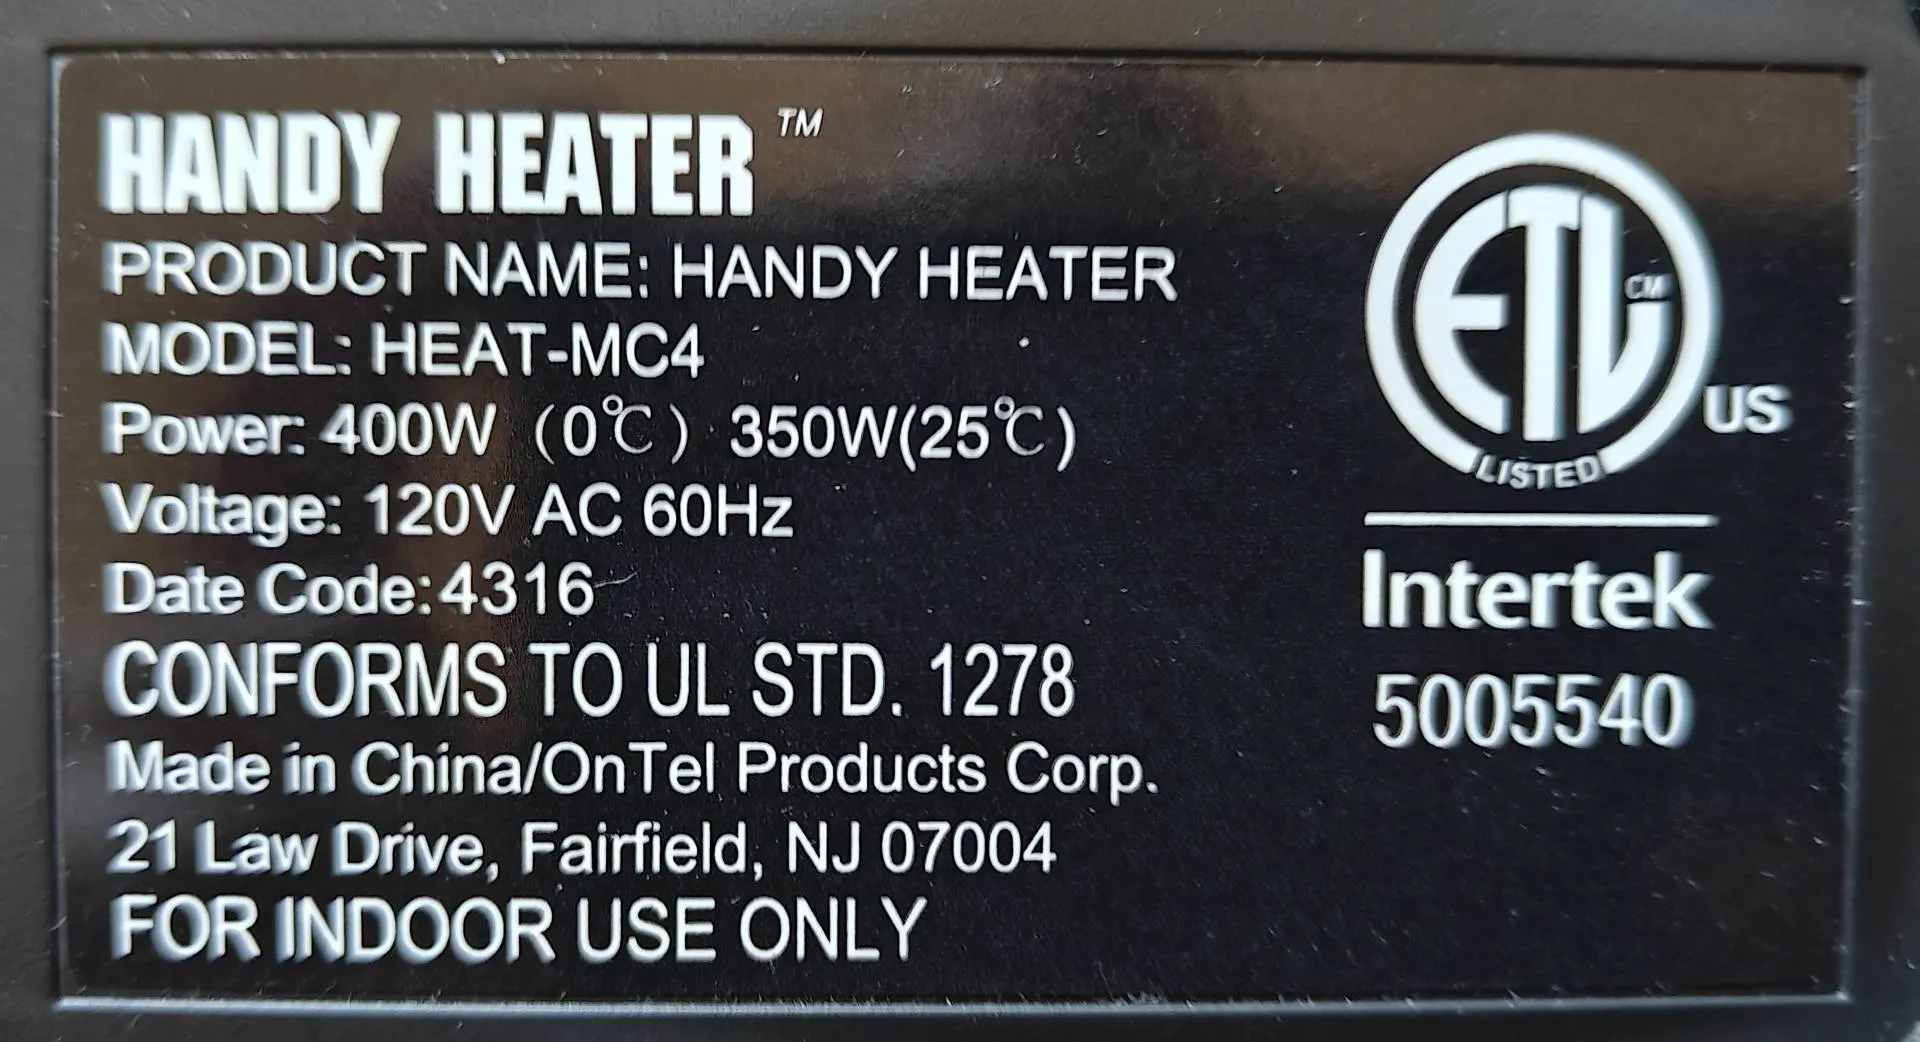 HANDY HEATER™
PRODUCT NAME: HANDY HEATER
MODEL: HEAT-MC4
Power: 400W （0℃） 350W(25℃)
Voltage: 120V AC 60Hz
Date Code:4316
CONFORMS TO UL STD. 1278
Made in China/OnTel Products Corp.
21 Law Drive, Fairfield, NJ 07004
FOR INDOOR USE ONLY
ETL CM
US
LISTED
Intertek
5005540